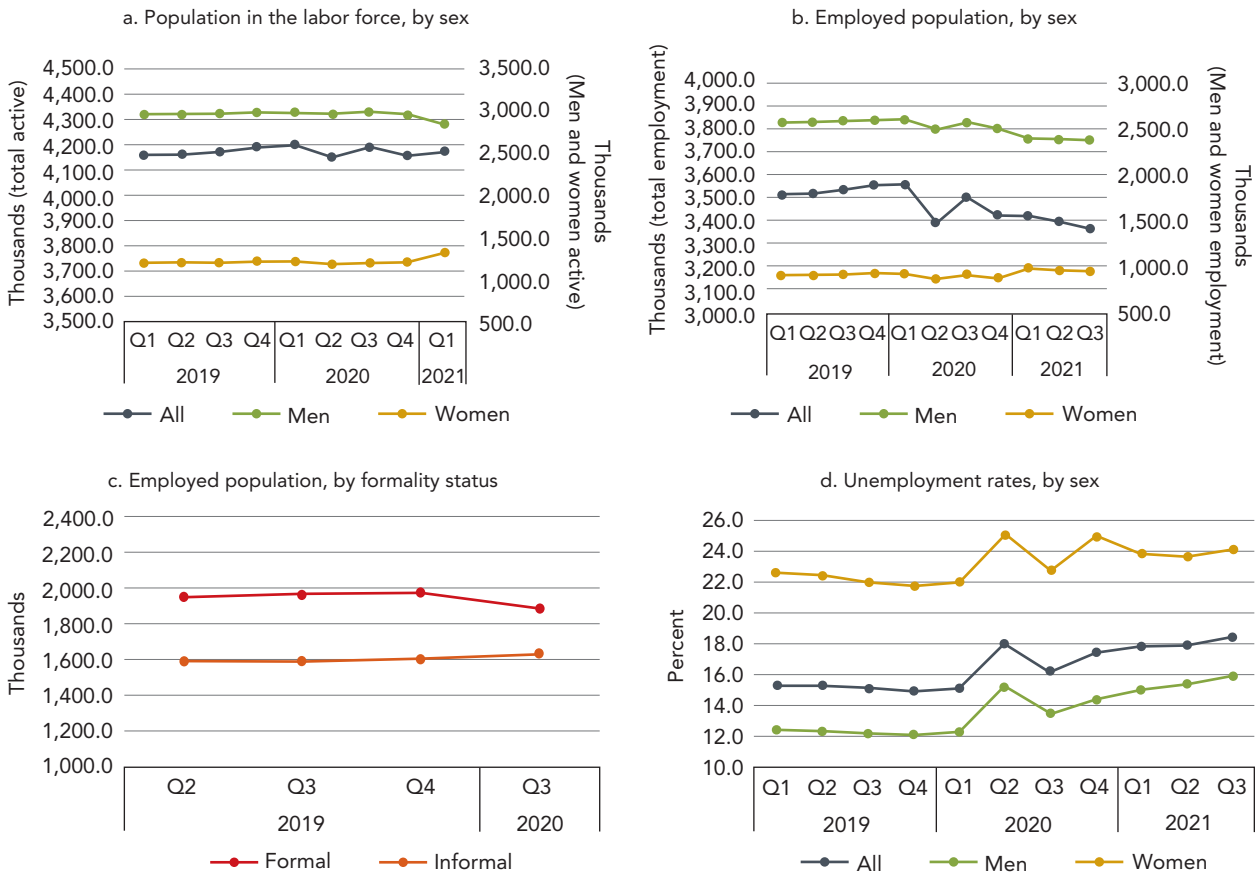 a. Population in the labor force, by sex
Thousands (total active)
4,500.0
4,400.0
4,300.0
4,200.0
4,100.0
4,000.0
3,900.0
3,800.0
3,700.0
3,600.0
3,500.0
3,500.0
3,000.0
2,500.0
2,000.0
1,500.0
1,000.0
500.0
Thousands
(Men and women active)
Q1 Q2 Q3 Q4 Q1 Q2 Q3 Q4 Q1
2019 2020 2021
All Men Women
b. Employed population, by sex
Thousands (total employment)
4,000.0
3,900.0
3,800.0
3,700.0
3,600.0
3,500.0
3,400.0
3,300.0
3,200.0
3,100.0
3,000.0
3,000.0
2,500.0
2,000.0
1,500.0
1,000.0
500.0
Thousands
(Men and women employment)
Q1 Q2 Q3 Q4 Q1 Q2 Q3 Q4 Q1 Q2 Q3
2019 2020 2021
All Men Women
c. Employed population, by formality status
Thousands
2,400.0
2,200.0
2,000.0
1,800.0
1,600.0
1,400.0
1,200.0
1,000.0
Q2 Q3 Q4 Q3
2019 2020
Formal Informal
d. Unemployment rates, by sex
Percent
26.0
24.0
22.0
20.0
18.0
16.0
14.0
12.0
10.0
Q1 Q2 Q3 Q4 Q1 Q2 Q3 Q4 Q1 Q2 Q3
2019 2020 2021
All Men Women